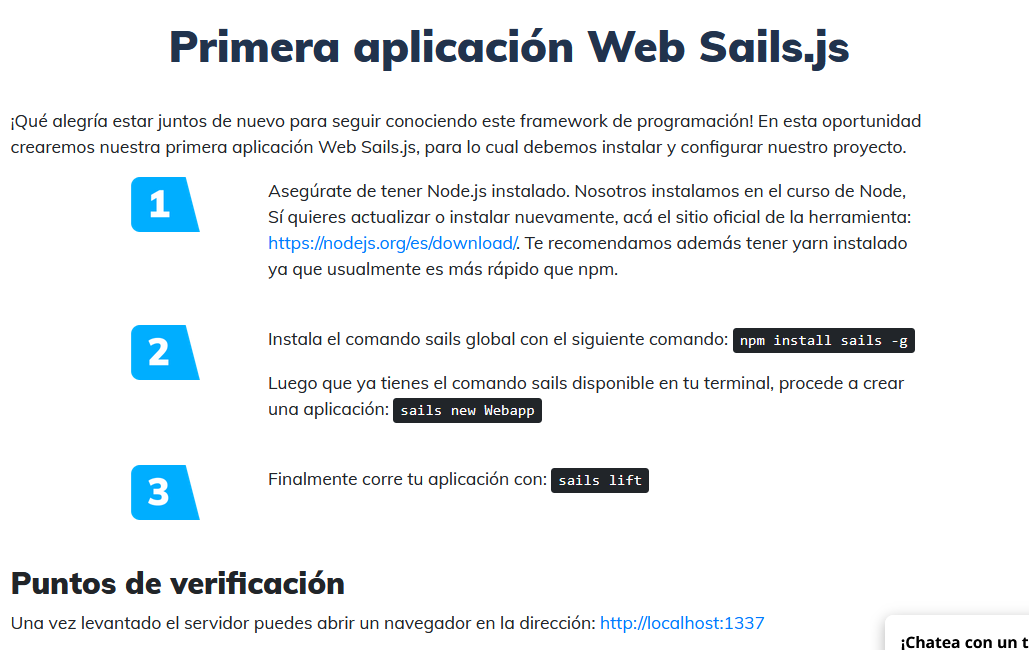 Primera aplicación Web Sails.js
¡Qué alegría estar juntos de nuevo para seguir conociendo este framework de programación! En esta oportunidad
crearemos nuestra primera aplicación Web Sails.js, para lo cual debemos instalar y configurar nuestro proyecto.
1
Asegúrate de tener Node.js instalado. Nosotros instalamos en el curso de Node,
Sí quieres actualizar o instalar nuevamente, acá el sitio oficial de la herramienta:
https://nodejs.org/es/download/. Te recomendamos además tener yarn instalado
ya que usualmente es más rápido que npm.
2
Instala el comando sails global con el siguiente comando: npm install sails -g
Luego que ya tienes el comando sails disponible en tu terminal, procede a crear
una aplicación: sails new Webapp
3
Finalmente corre tu aplicación con: sails lift
Puntos de verificación
Una vez levantado el servidor puedes abrir un navegador en la dirección: http://localhost:1337
¡Chatea con un t